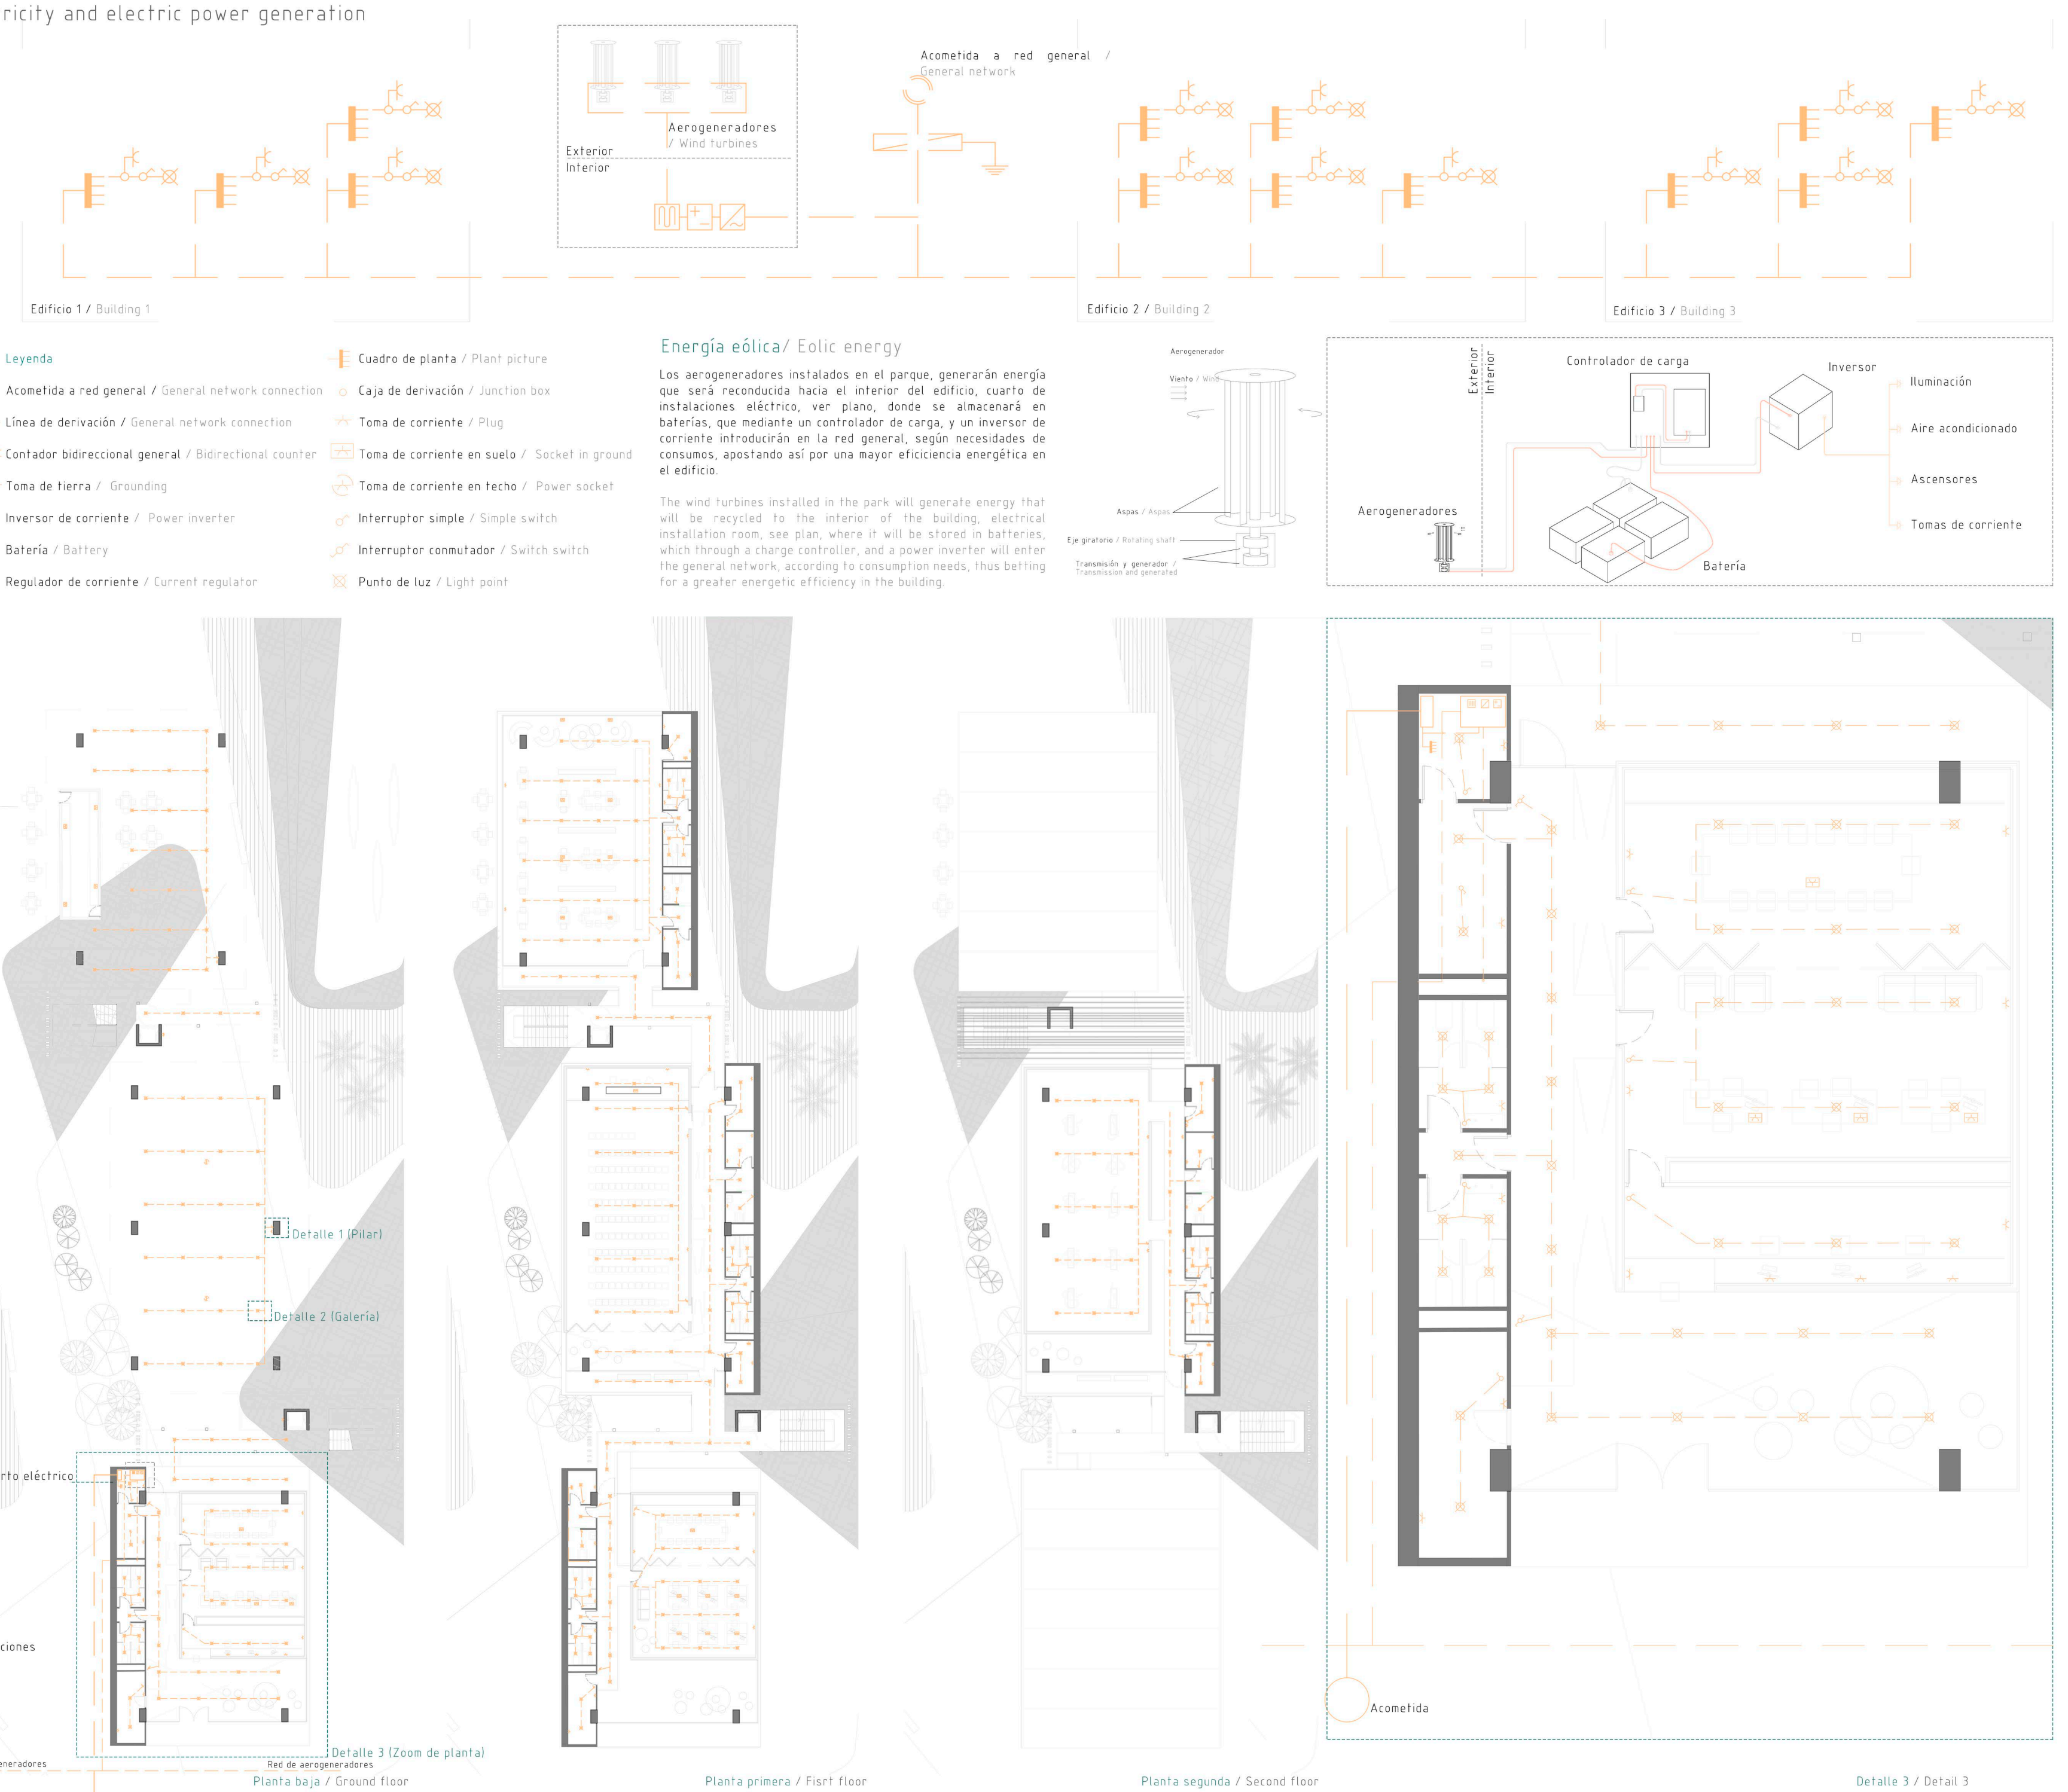 ricity and electric power generation
Acometida a red general /
General network
Aerogeneradores
/ Wind turbines
Exterior
Interior
Edificio 1 / Building 1
Edificio 2 / Building 2
Edificio 3 / Building 3
Leyenda
Acometida a red general / General network connection
Línea de derivación / General network connection
Contador bidireccional general / Bidirectional counter
Toma de tierra / Grounding
Inversor de corriente / Power inverter
Batería / Battery
Regulador de corriente / Current regulator
Cuadro de planta / Plant picture
Caja de derivación / Junction box
Toma de corriente / Plug
Toma de corriente en suelo / Socket in ground
Toma de corriente en techo / Power socket
Interruptor simple / Simple switch
Interruptor conmutador / Switch switch
Punto de luz / Light point
Energía eólica/ Eolic energy
Los aerogeneradores instalados en el parque, generarán energía
que será reconducida hacia el interior del edificio, cuarto de
instalaciones eléctrico, ver plano, donde se almacenará en
baterías, que mediante un controlador de carga, y un inversor de
corriente introducirán en la red general, según necesidades de
consumos, apostando así por una mayor eficiciencia energética en
el edificio.
The wind turbines installed in the park will generate energy that
will be recycled to the interior of the building, electrical
installation room, see plan, where it will be stored in batteries,
which through a charge controller, and a power inverter will enter
the general network, according to consumption needs, thus betting
for a greater energetic efficiency in the building.
Aerogenerador
Viento / Wind
Aspas / Aspas
Eje giratorio / Rotating shaft
Transmisión y generador /
Transmission and generated
Exterior
Interior
Controlador de carga
Inversor
Iluminación
Aire acondicionado
Ascensores
Tomas de corriente
Aerogeneradores
Batería
Detalle 1 (Pilar)
Detalle 2 (Galería)
rto eléctrico
ciones
Detalle 3 (Zoom de planta)
eneradores
Red de aerogeneradores
Planta baja / Ground floor
Planta primera / Fisrt floor
Planta segunda / Second floor
Acometida
Detalle 3 / Detail 3